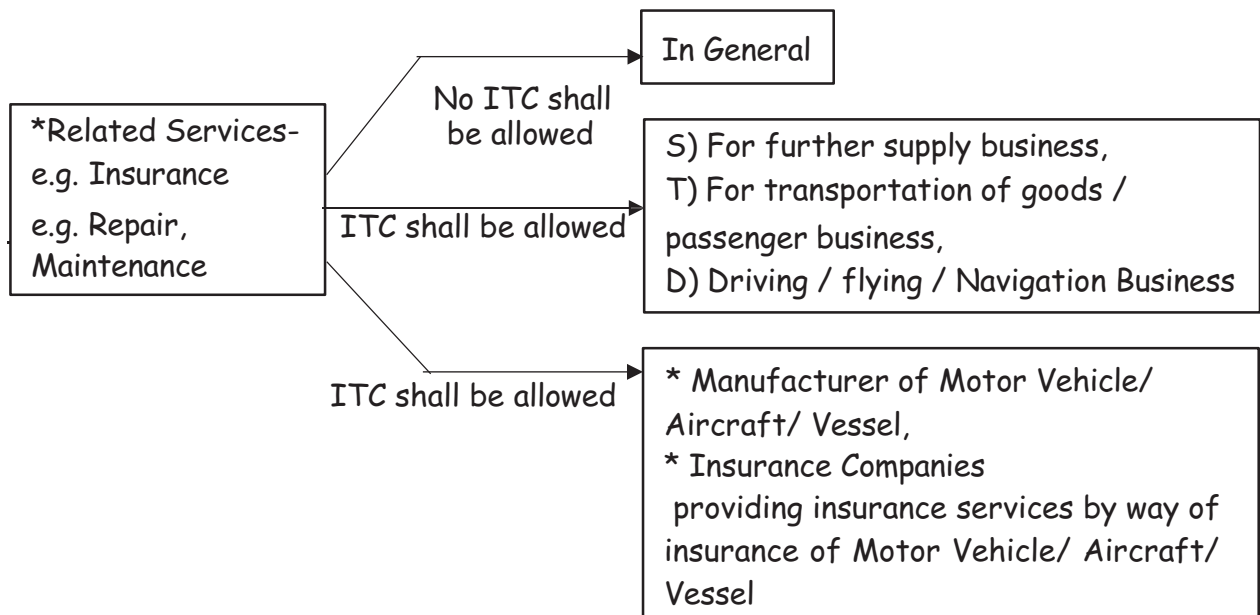 In General
No ITC shall
be allowed
*Related Services-
e.g. Insurance
e.g. Repair,
Maintenance
ITC shall be allowed
S) For further supply business,
T) For transportation of goods /
passenger business,
D) Driving / flying / Navigation Business
ITC shall be allowed
* Manufacturer of Motor Vehicle/
Aircraft/ Vessel,
* Insurance Companies
providing insurance services by way of
insurance of Motor Vehicle/ Aircraft/
Vessel